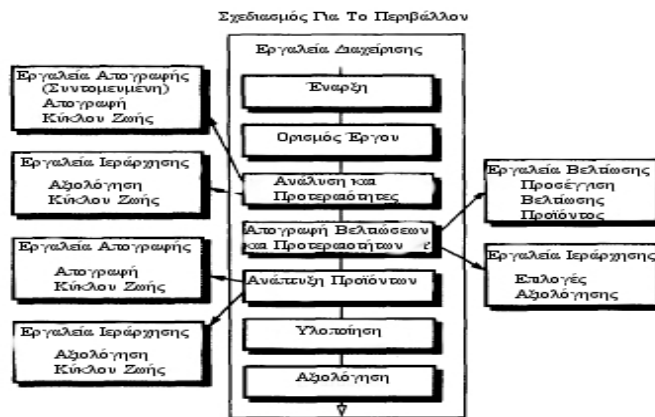 Σχεδιασμός Για Το Περιβάλλον
Εργαλεία Διαχείρισης
Έναρξη
Ορισμός Έργου
Ανάλυση και
Προτεραιότητες
Απογραφή Βελτιώσεων
και Προτεραιοτήτων
Ανάπτυξη Προϊόντων
Υλοποίηση
Αξιολόγηση
Εργαλεία Απογραφής
(Συντομευμένη)
Απογραφή
Κύκλου Ζωής
Εργαλεία Ιεράρχησης
Αξιολόγηση
Κύκλου Ζωής
Εργαλεία Απογραφής
Απογραφή
Κύκλου Ζωής
Εργαλεία Ιεράρχησης
Αξιολόγηση
Κύκλου Ζωής
Εργαλεία Βελτίωσης
Προσέγγιση
Βελτίωσης
Προϊόντος
Εργαλεία Ιεράρχησης
Επιλογές
Αξιολόγησης